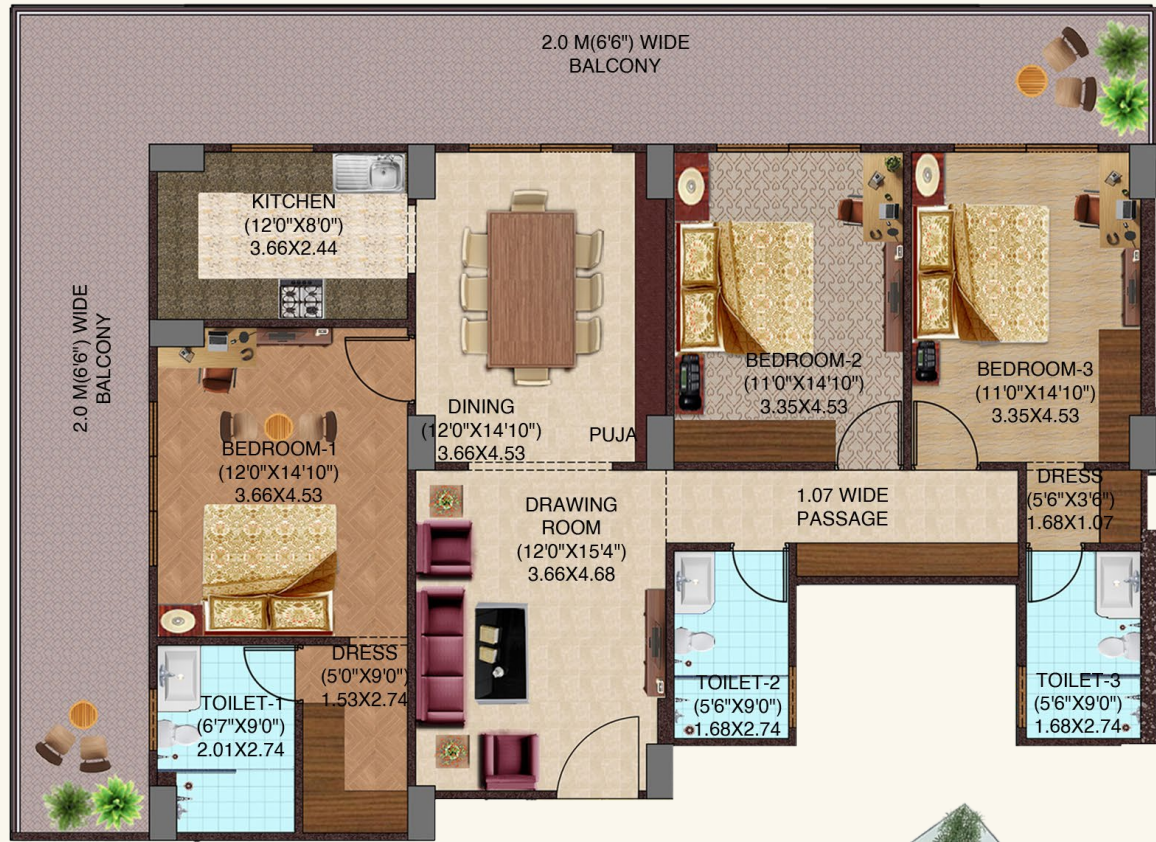 2.0 M(6'6") WIDE
BALCONY
2.0 M(6'6") WIDE
BALCONY
KITCHEN
(12'0"X8'0")
3.66X2.44
BEDROOM-1
(12'0"X14'10")
3.66X4.53
DINING
(12'0"X14'10")
3.66X4.53
PUJA
BEDROOM-2
(11'0"X14'10")
3.35X4.53
BEDROOM-3
(11'0"X14'10")
3.35X4.53
DRAWING
ROOM
(12'0"X15'4")
3.66X4.68
1.07 WIDE
PASSAGE
DRESS
(5'6"X3'6")
1.68X1.07
DRESS
(5'0"X9'0")
1.53X2.74
TOILET-1
(6'7"X9'0")
2.01X2.74
TOILET-2
(5'6"X9'0")
1.68X2.74
TOILET-3
(5'6"X9'0")
1.68X2.74